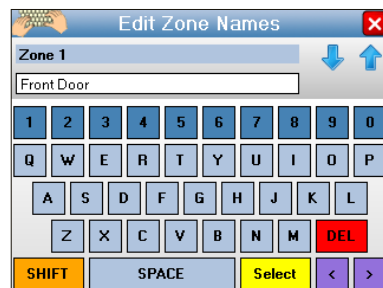 Edit Zone Names
Zone 1
Front Door
1 2 3 4 5 6 7 8 9 0
Q W E R T Y U I O P
A S D F G H J K L
Z X C V B N M DEL
SHIFT SPACE Select < >